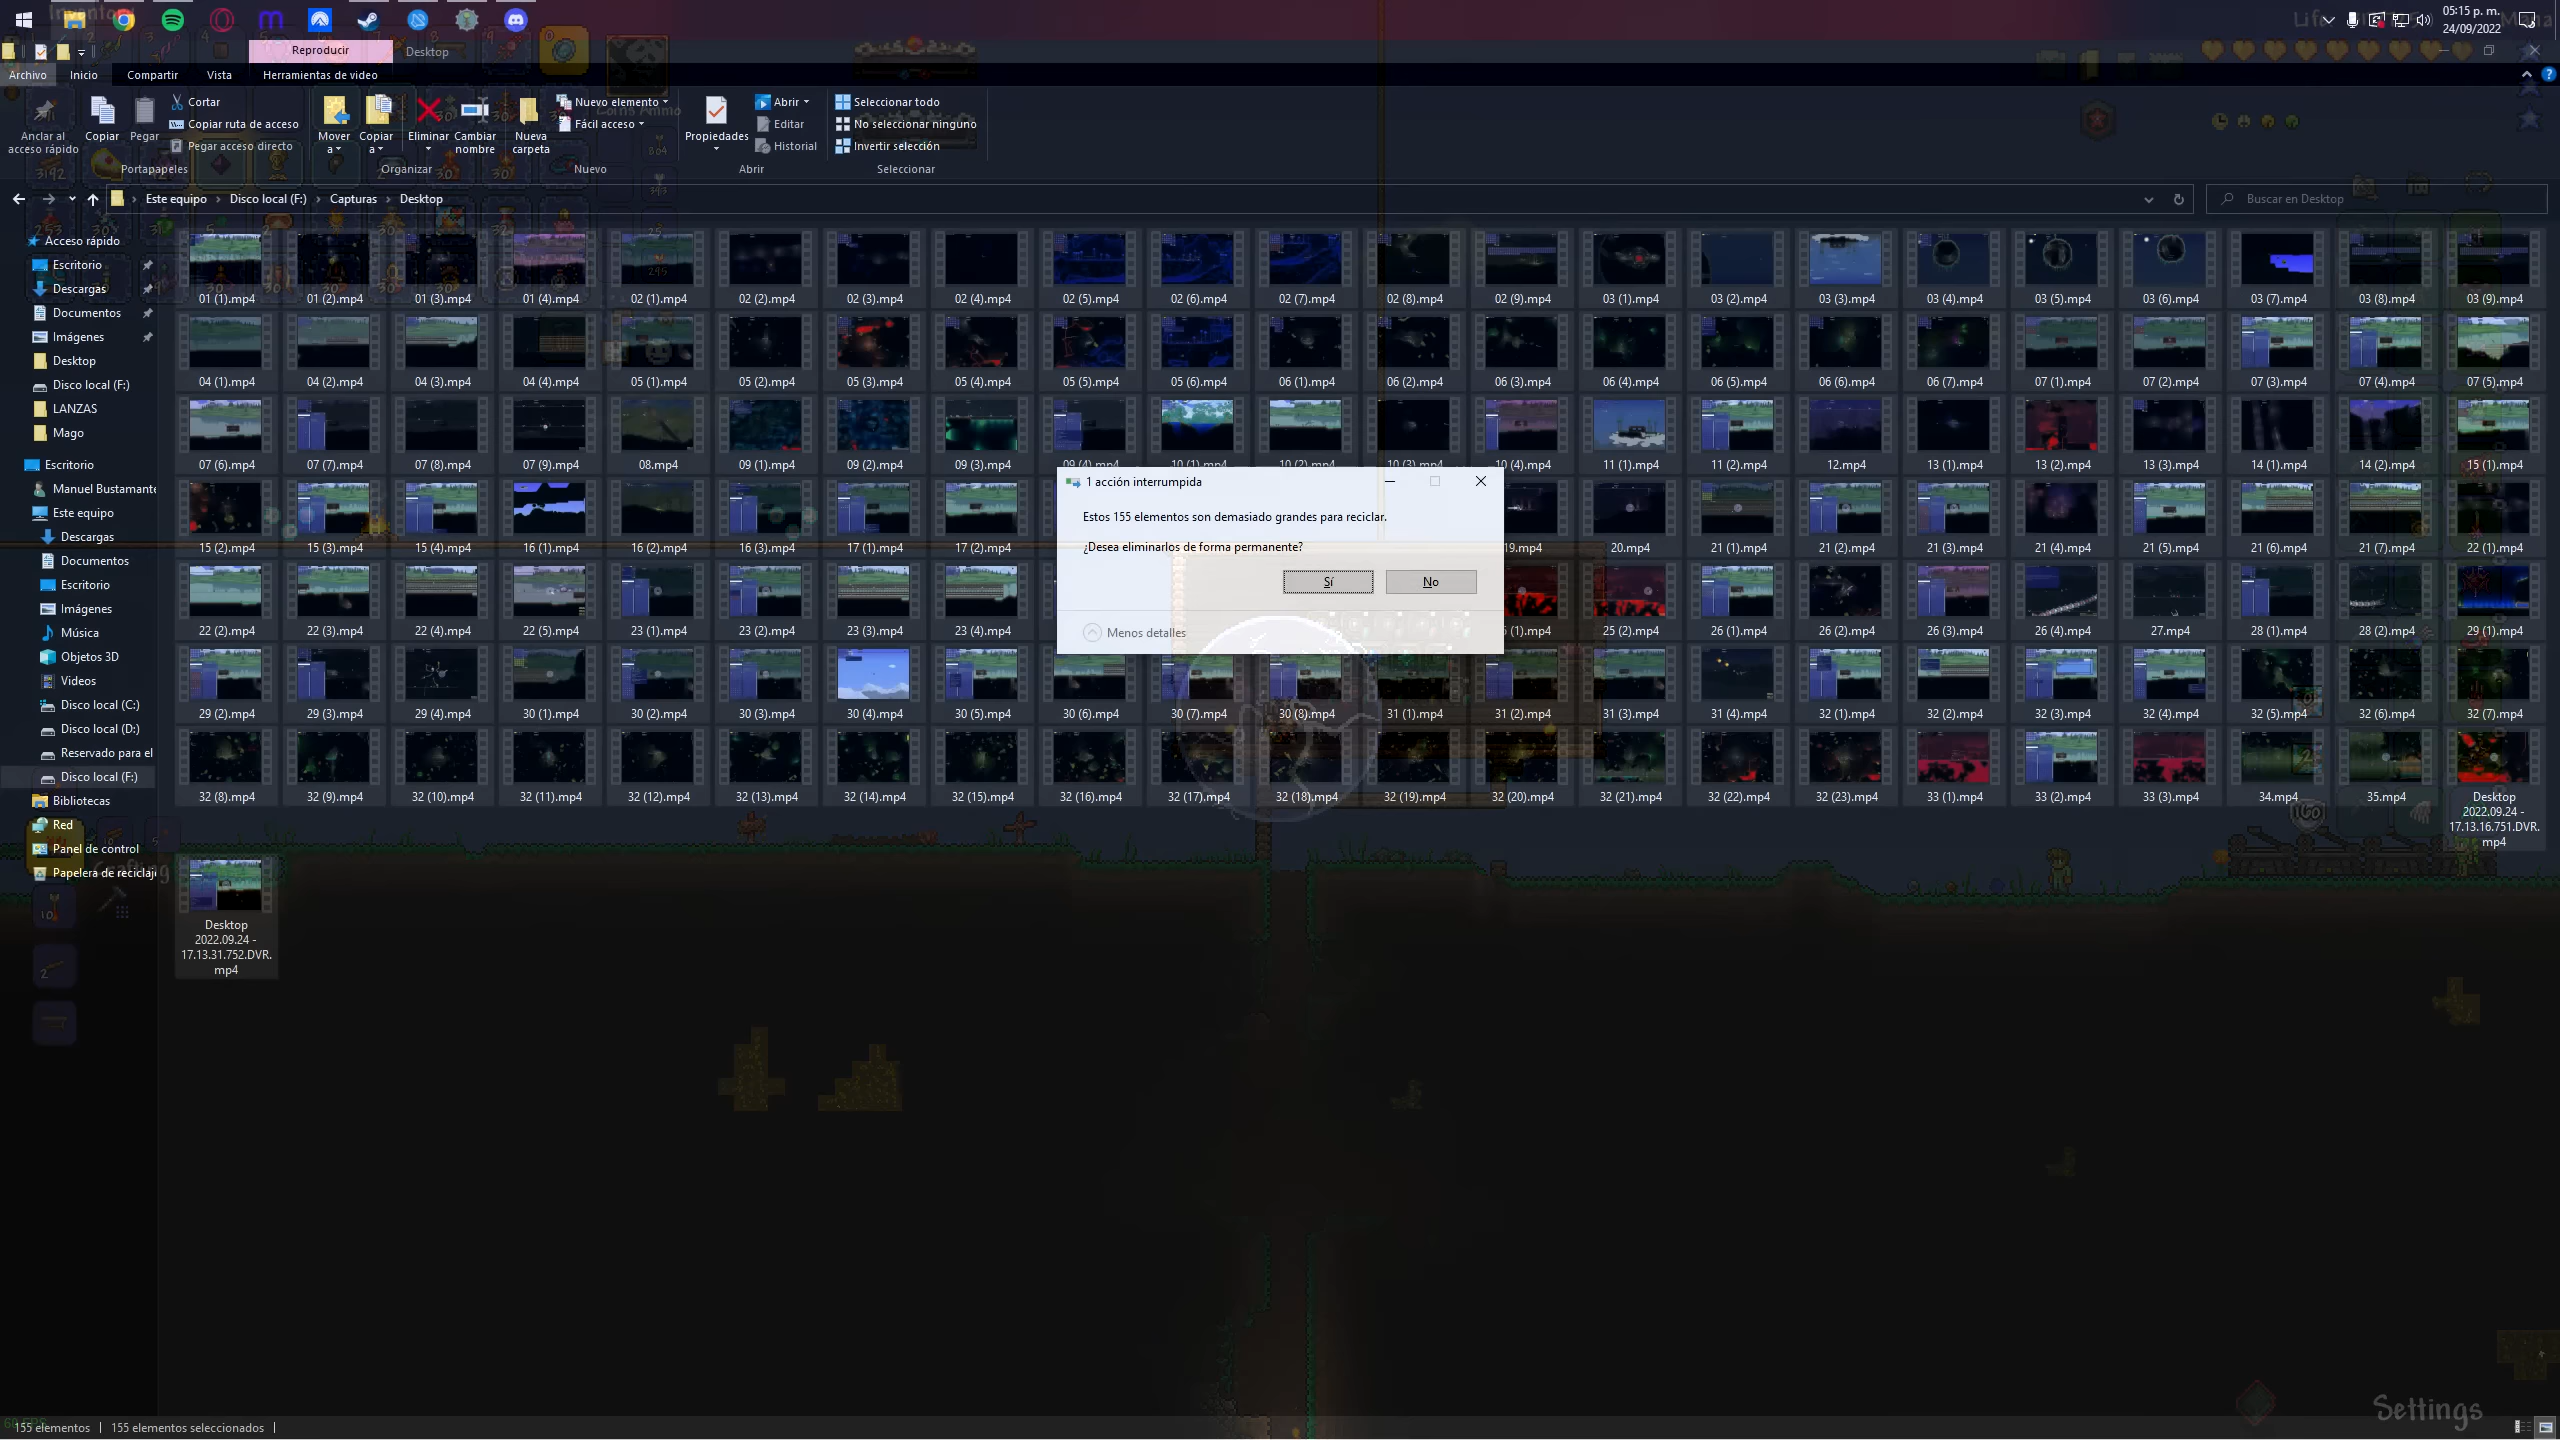 Inventory
05:15 p. m.
24/09/2022
Reproducir
Desktop
Archivo
Inicio
Compartir
Vista
Herramientas de video
Anclar al
acceso rápido
Copiar
Pegar
Cortar
Copiar ruta de acceso
Pegar acceso directo
Portapapeles
Mover
a
Copiar
a
Eliminar
Cambiar
nombre
Organizar
Nueva
carpeta
Nuevo elemento
Fácil acceso
Nuevo
Propiedades
Abrir
Editar
Historial
Abrir
Seleccionar todo
No seleccionar ninguno
Invertir selección
Seleccionar
Este equipo
Disco local (F:)
Capturas
Desktop
Buscar en Desktop
Acceso rápido
Escritorio
Descargas
Documentos
Imágenes
Desktop
Disco local (F:)
LANZAS
Mago
Escritorio
Manuel Bustamante
Este equipo
Descargas
Documentos
Escritorio
Imágenes
Música
Objetos 3D
Videos
Disco local (C:)
Disco local (D:)
Reservado para el
Disco local (F:)
Bibliotecas
Red
Panel de control
Papelera de reciclaje
Crafting
01 (1).mp4 01 (2).mp4 01 (3).mp4 01 (4).mp4 02 (1).mp4 02 (2).mp4 02 (3).mp4 02 (4).mp4 02 (5).mp4 02 (6).mp4 02 (7).mp4 02 (8).mp4 02 (9).mp4 03 (1).mp4 03 (2).mp4 03 (3).mp4 03 (4).mp4 03 (5).mp4 03 (6).mp4 03 (7).mp4 03 (8).mp4 03 (9).mp4
04 (1).mp4 04 (2).mp4 04 (3).mp4 04 (4).mp4 05 (1).mp4 05 (2).mp4 05 (3).mp4 05 (4).mp4 05 (5).mp4 05 (6).mp4 06 (1).mp4 06 (2).mp4 06 (3).mp4 06 (4).mp4 06 (5).mp4 06 (6).mp4 06 (7).mp4 07 (1).mp4 07 (2).mp4 07 (3).mp4 07 (4).mp4 07 (5).mp4
07 (6).mp4 07 (7).mp4 07 (8).mp4 07 (9).mp4 08.mp4 09 (1).mp4 09 (2).mp4 09 (3).mp4 09 (4).mp4 10 (1).mp4 10 (2).mp4 10 (3).mp4 10 (4).mp4 11 (1).mp4 11 (2).mp4 12.mp4 13 (1).mp4 13 (2).mp4 13 (3).mp4 14 (1).mp4 14 (2).mp4 15 (1).mp4
15 (2).mp4 15 (3).mp4 15 (4).mp4 16 (1).mp4 16 (2).mp4 16 (3).mp4 17 (1).mp4 17 (2).mp4 19.mp4 20.mp4 21 (1).mp4 21 (2).mp4 21 (3).mp4 21 (4).mp4 21 (5).mp4 21 (6).mp4 21 (7).mp4 22 (1).mp4
22 (2).mp4 22 (3).mp4 22 (4).mp4 22 (5).mp4 23 (1).mp4 23 (2).mp4 23 (3).mp4 23 (4).mp4 (1).mp4 25 (2).mp4 26 (1).mp4 26 (2).mp4 26 (3).mp4 26 (4).mp4 27.mp4 28 (1).mp4 28 (2).mp4 29 (1).mp4
29 (2).mp4 29 (3).mp4 29 (4).mp4 30 (1).mp4 30 (2).mp4 30 (3).mp4 30 (4).mp4 30 (5).mp4 30 (6).mp4 30 (7).mp4 30 (8).mp4 31 (1).mp4 31 (2).mp4 31 (3).mp4 31 (4).mp4 32 (1).mp4 32 (2).mp4 32 (3).mp4 32 (4).mp4 32 (5).mp4 32 (6).mp4 32 (7).mp4
32 (8).mp4 32 (9).mp4 32 (10).mp4 32 (11).mp4 32 (12).mp4 32 (13).mp4 32 (14).mp4 32 (15).mp4 32 (16).mp4 32 (17).mp4 32 (18).mp4 32 (19).mp4 32 (20).mp4 32 (21).mp4 32 (22).mp4 32 (23).mp4 33 (1).mp4 33 (2).mp4 33 (3).mp4 34.mp4 35.mp4 Desktop
2022.09.24 -
17.13.16.751.DVR.
mp4
Desktop
2022.09.24 -
17.13.31.752.DVR.
mp4
1 acción interrumpida
Estos 155 elementos son demasiado grandes para reciclar.
¿Desea eliminarlos de forma permanente?
Sí
No
Menos detalles
Settings
155 elementos
155 elementos seleccionados